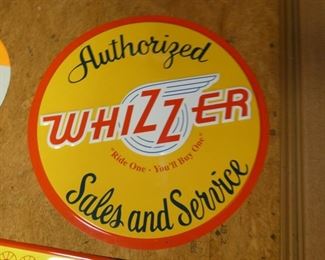 Authorized
WHIZZER
"Ride One - You'll Buy One"
Sales and Service